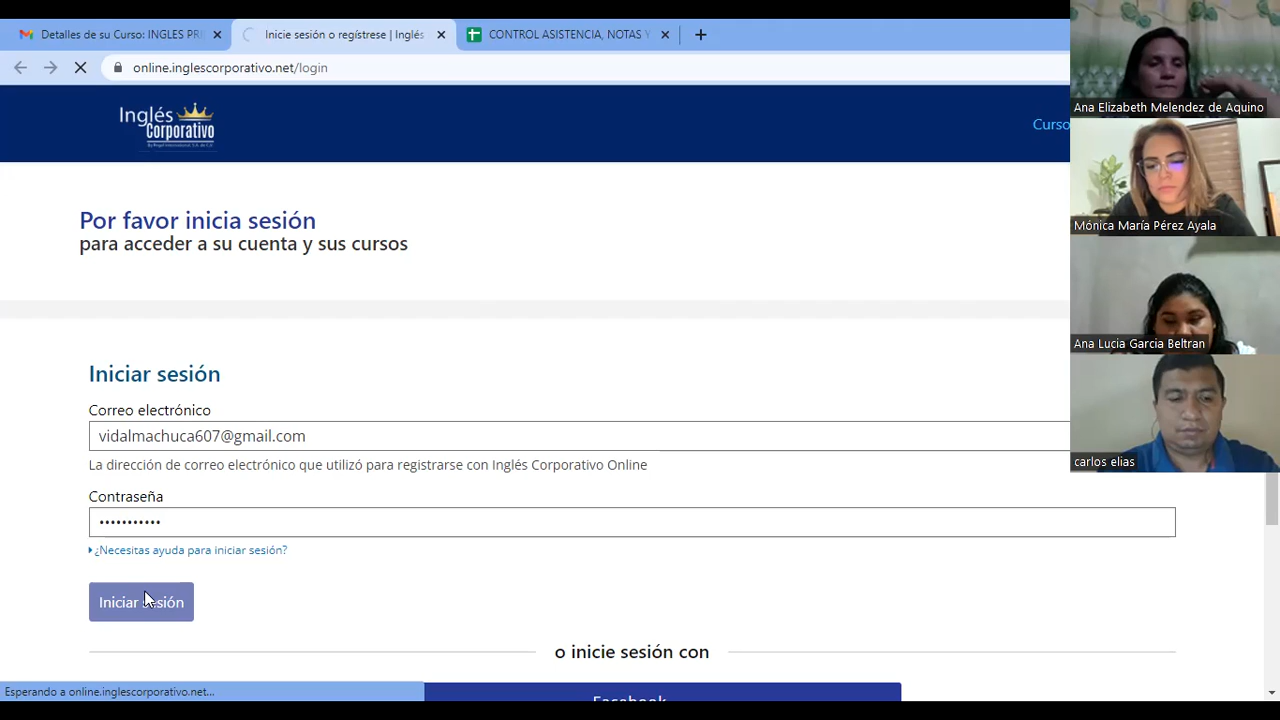 Detalles de su Curso: INGLES PRI
Inicie sesión o regístrese | Inglés
CONTROL ASISTENCIA, NOTAS Y
online.inglescorporativo.net/login
Inglés
Corporativo
Curso
Por favor inicia sesión
para acceder a su cuenta y sus cursos
Iniciar sesión
Correo electrónico
vidalmachuca607@gmail.com
La dirección de correo electrónico que utilizó para registrarse con Inglés Corporativo Online
Contraseña
•••••••••••
¿Necesitas ayuda para iniciar sesión?
Iniciar sesión
o inicie sesión con
Facebook
Esperando a online.inglescorporativo.net...
Ana Elizabeth Melendez de Aquino
Mónica María Pérez Ayala
Ana Lucia Garcia Beltran
carlos elias